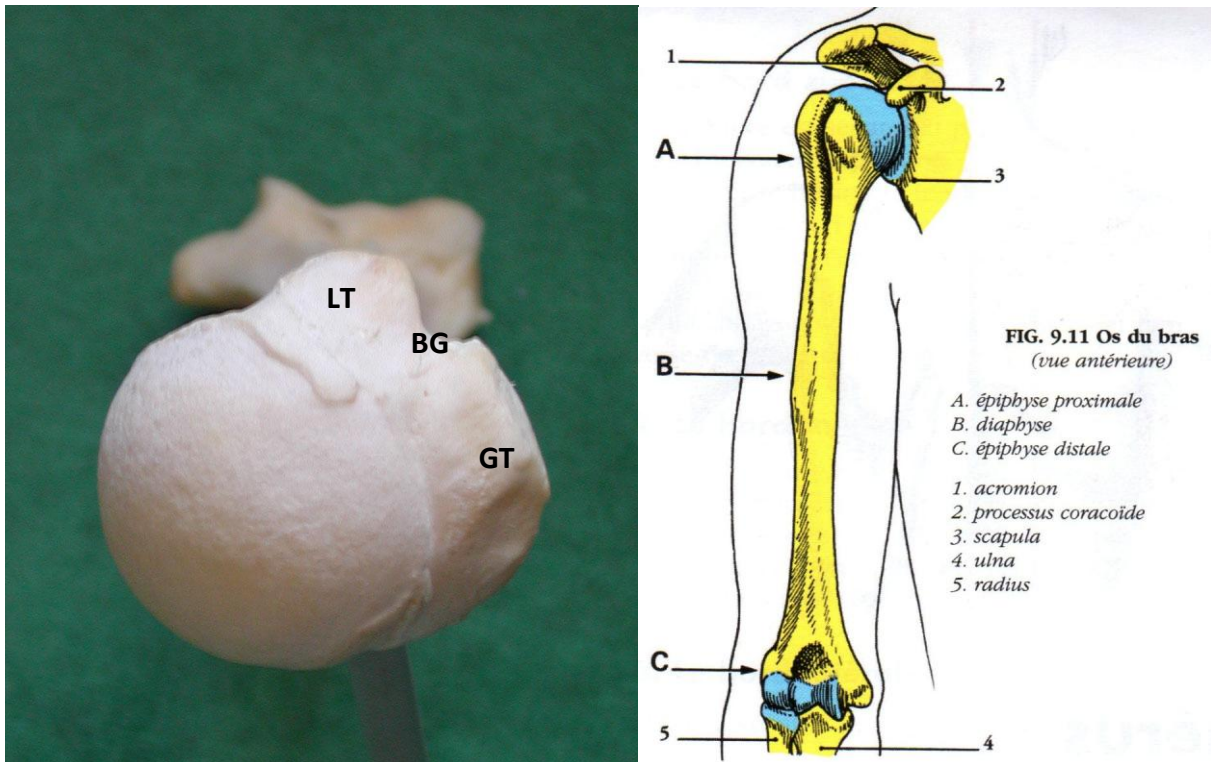 LT
BG
GT
1
2
A
3
B
FIG. 9.11 Os du bras
(vue antérieure)
A. épiphyse proximale
B. diaphyse
C. épiphyse distale
1. acromion
2. processus coracoïde
3. scapula
4. ulna
5. radius
C
5
4